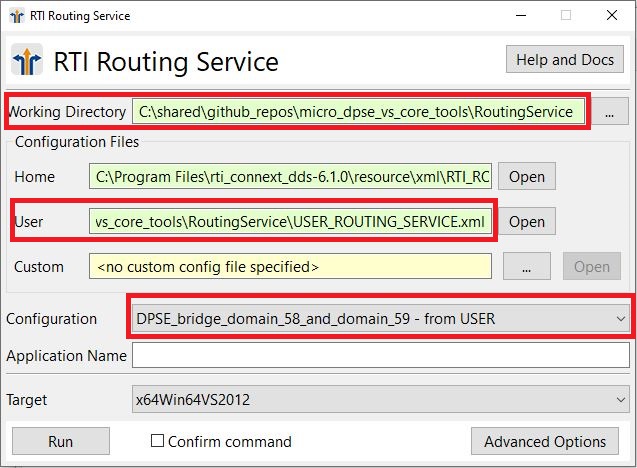 RTI Routing Service
RTI Routing Service
Help and Docs
Working Directory C:\shared\github_repos\micro_dpse_vs_core_tools\RoutingService ...
Configuration Files
Home C:\Program Files\rti_connext_dds-6.1.0\resource\xml\RTI_RC Open
User vs_core_tools\RoutingService\USER_ROUTING_SERVICE.xml Open
Custom <no custom config file specified> ... Open
Configuration DPSE_bridge_domain_58_and_domain_59 - from USER
Application Name
Target x64Win64VS2012
Run Confirm command Advanced Options